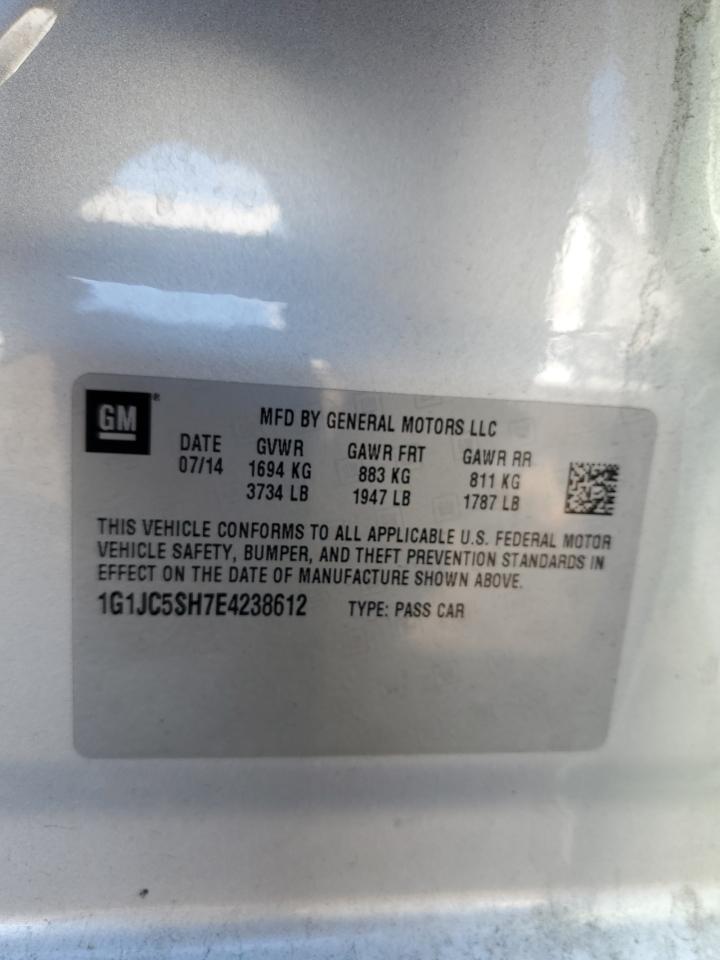 GM®
MFD BY GENERAL MOTORS LLC
DATE GVWR GAWR FRT GAWR RR
07/14 1694 KG 883 KG 811 KG
3734 LB 1947 LB 1787 LB
THIS VEHICLE CONFORMS TO ALL APPLICABLE U.S. FEDERAL MOTOR
VEHICLE SAFETY, BUMPER, AND THEFT PREVENTION STANDARDS IN
EFFECT ON THE DATE OF MANUFACTURE SHOWN ABOVE.
1G1JC5SH7E4238612 TYPE: PASS CAR